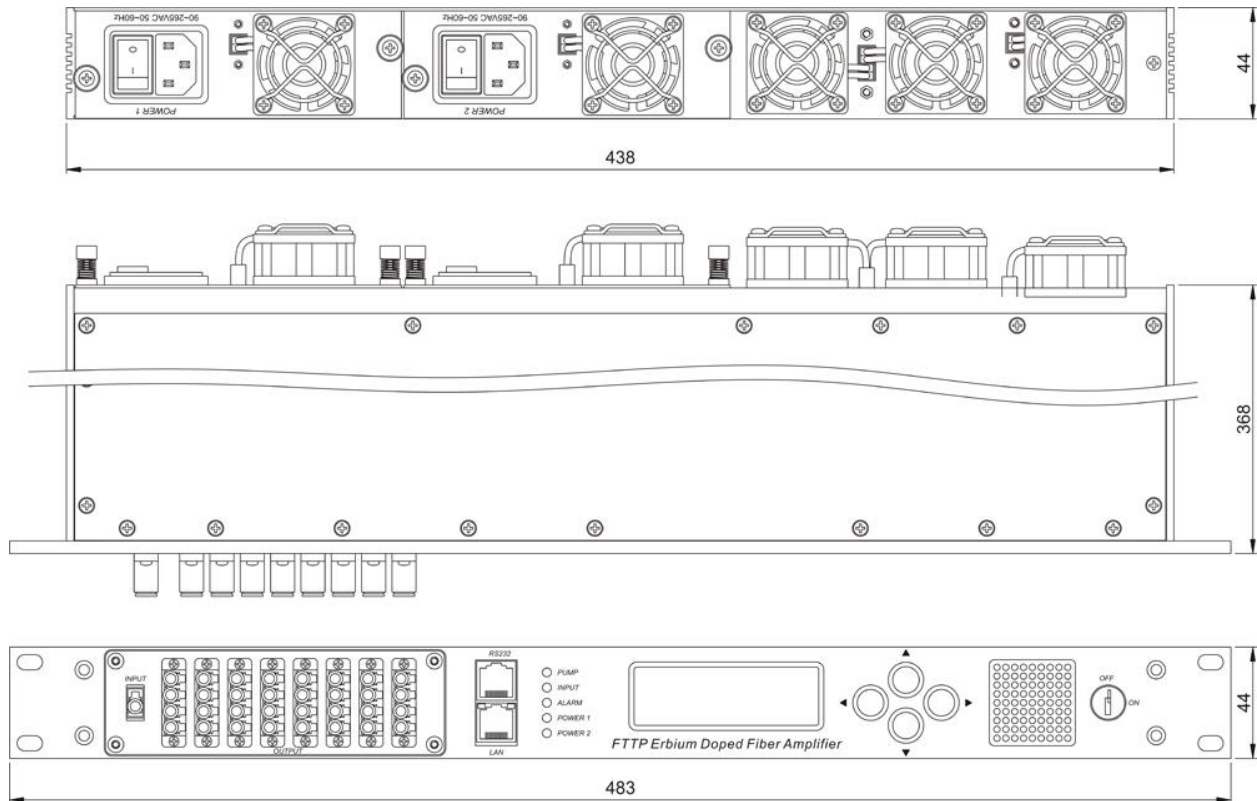 90~265VAC 50~60Hz
90~265VAC 50~60Hz
POWER 1
POWER 2
44
438
368
INPUT
OUTPUT
RS232
LAN
PUMP
INPUT
ALARM
POWER 1
POWER 2
FTTP Erbium Doped Fiber Amplifier
OFF
ON
44
483